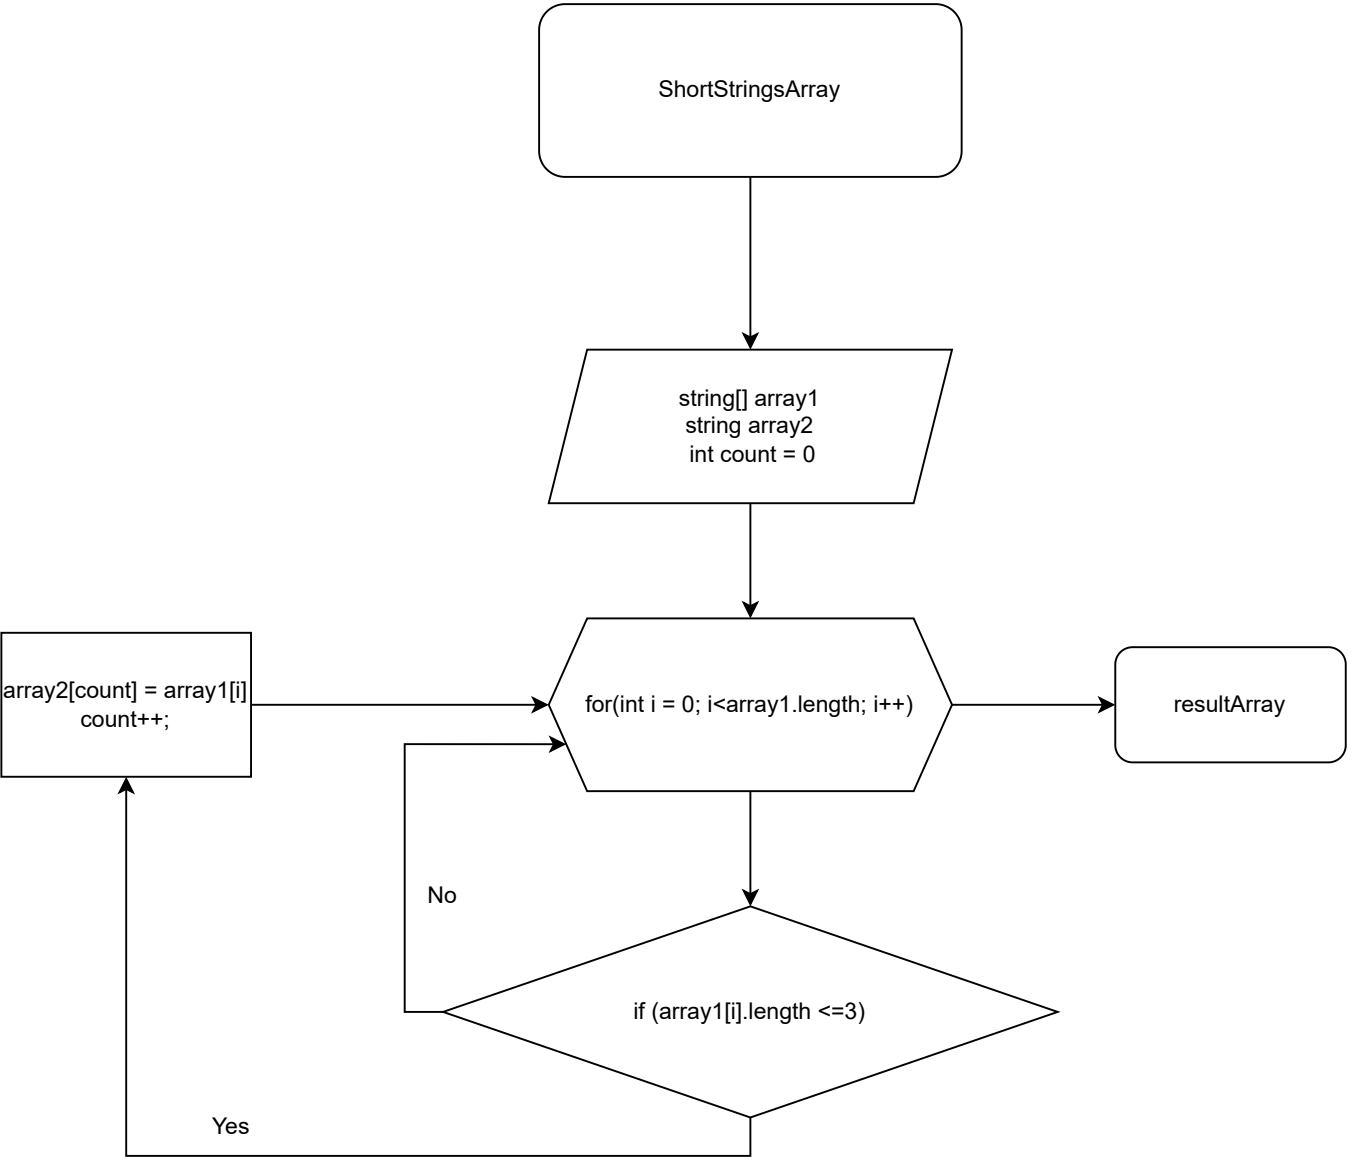 ShortStringsArray
string[] array1
string array2
int count = 0
array2[count] = array1[i]
count++;
for(int i = 0; i<array1.length; i++)
resultArray
No
if (array1[i].length <=3)
Yes